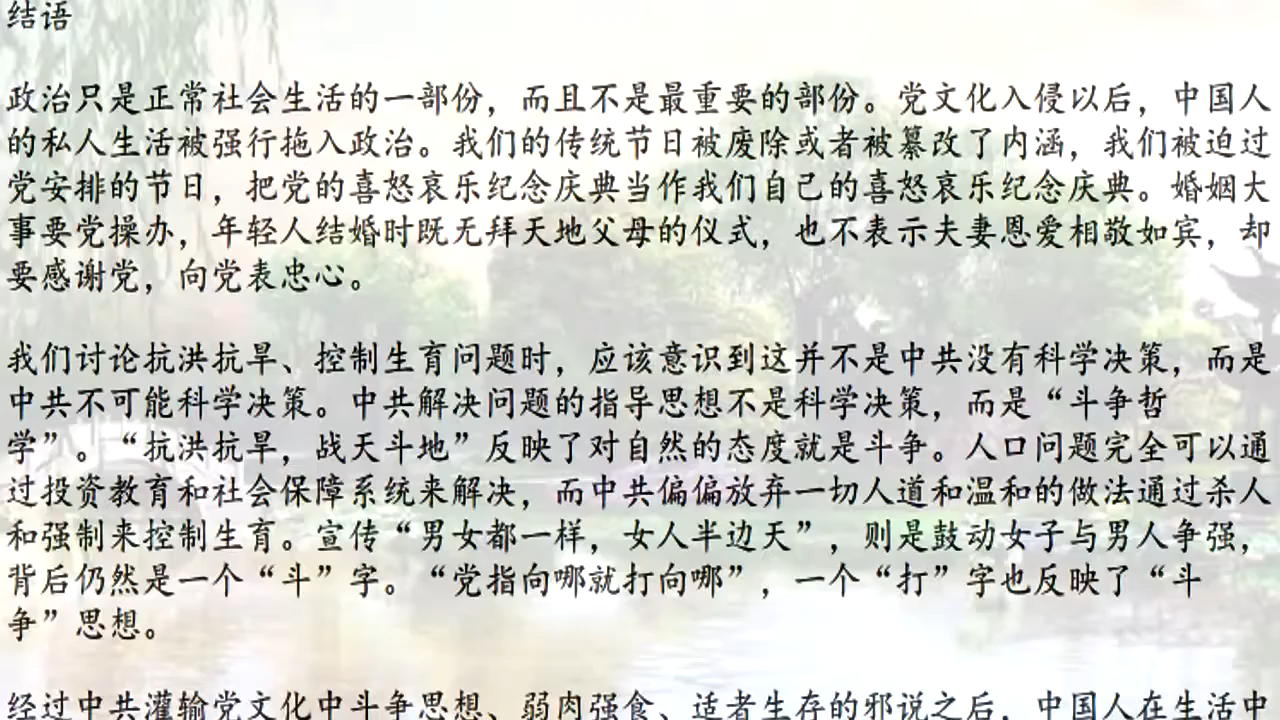 结语
政治只是正常社会生活的一部份，而且不是最重要的部份。党文化入侵以后，中国人
的私人生活被强行拖入政治。我们的传统节日被废除或者被纂改了内涵，我们被迫过
党安排的节日，把党的喜怒哀乐纪念庆典当作我们自己的喜怒哀乐纪念庆典。婚姻大
事要党操办，年轻人结婚时既无拜天地父母的仪式，也不表示夫妻恩爱相敬如宾，却
要感谢党，向党表忠心。
我们讨论抗洪抗旱、控制生育问题时，应该意识到这并不是中共没有科学决策，而是
中共不可能科学决策。中共解决问题的指导思想不是科学决策，而是“斗争哲
学”。“抗洪抗旱，战天斗地”反映了对自然的态度就是斗争。人口问题完全可以通
过投资教育和社会保障系统来解决，而中共偏偏放弃一切人道和温和的做法通过杀人
和强制来控制生育。宣传“男女都一样，女人半边天”，则是鼓动女子与男人争强，
背后仍然是一个“斗”字。“党指向哪就打向哪”，一个“打”字也反映了“斗
争”思想。
经过中共灌输党文化中斗争思想、弱肉强食、适者生存的邪说之后，中国人在生活中